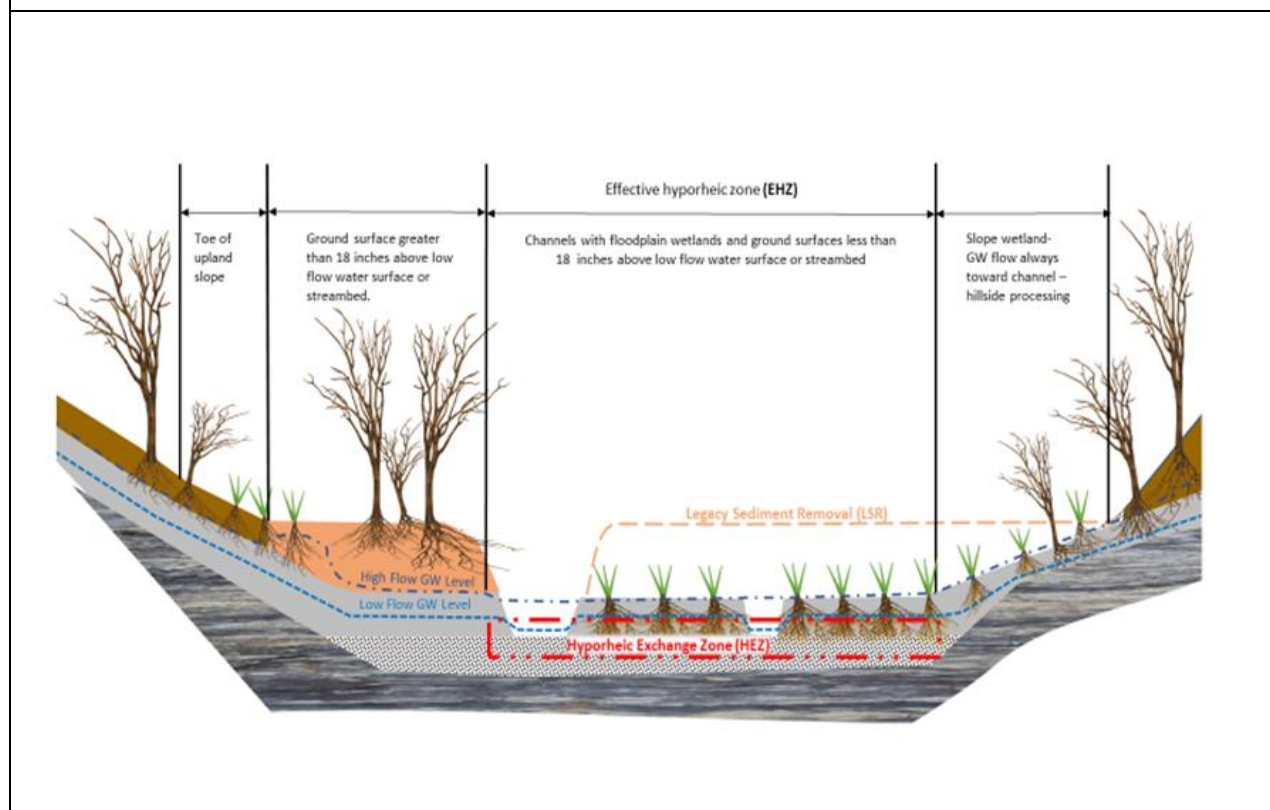 Effective hyporheic zone (EHZ)
Toe of
upland
slope
Ground surface greater
than 18 inches above low
flow water surface or
streambed.
Channels with floodplain wetlands and ground surfaces less than
18 inches above low flow water surface or streambed
Slope wetland-
GW flow always
toward channel –
hillside processing
Legacy Sediment Removal (LSR)
High Flow GW Level
Low Flow GW Level
Hyporheic Exchange Zone (HEZ)